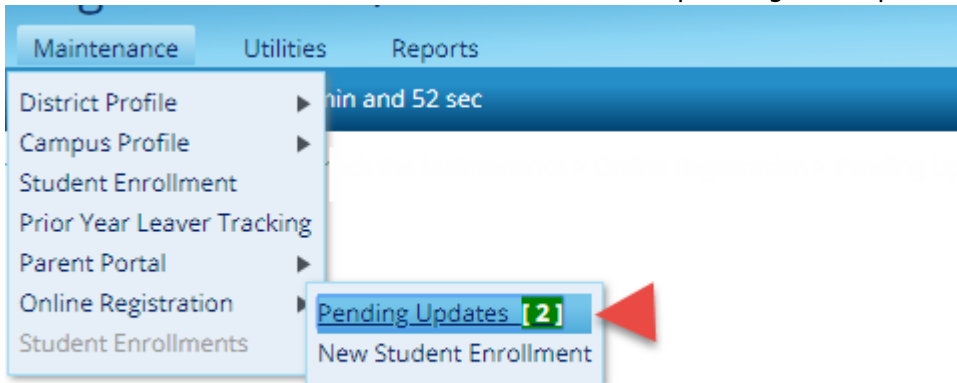 Maintenance Utilities Reports
District Profile
min and 52 sec
Campus Profile
Student Enrollment
Prior Year Leaver Tracking
Parent Portal
Online Registration
Pending Updates [2]
Student Enrollments
New Student Enrollment